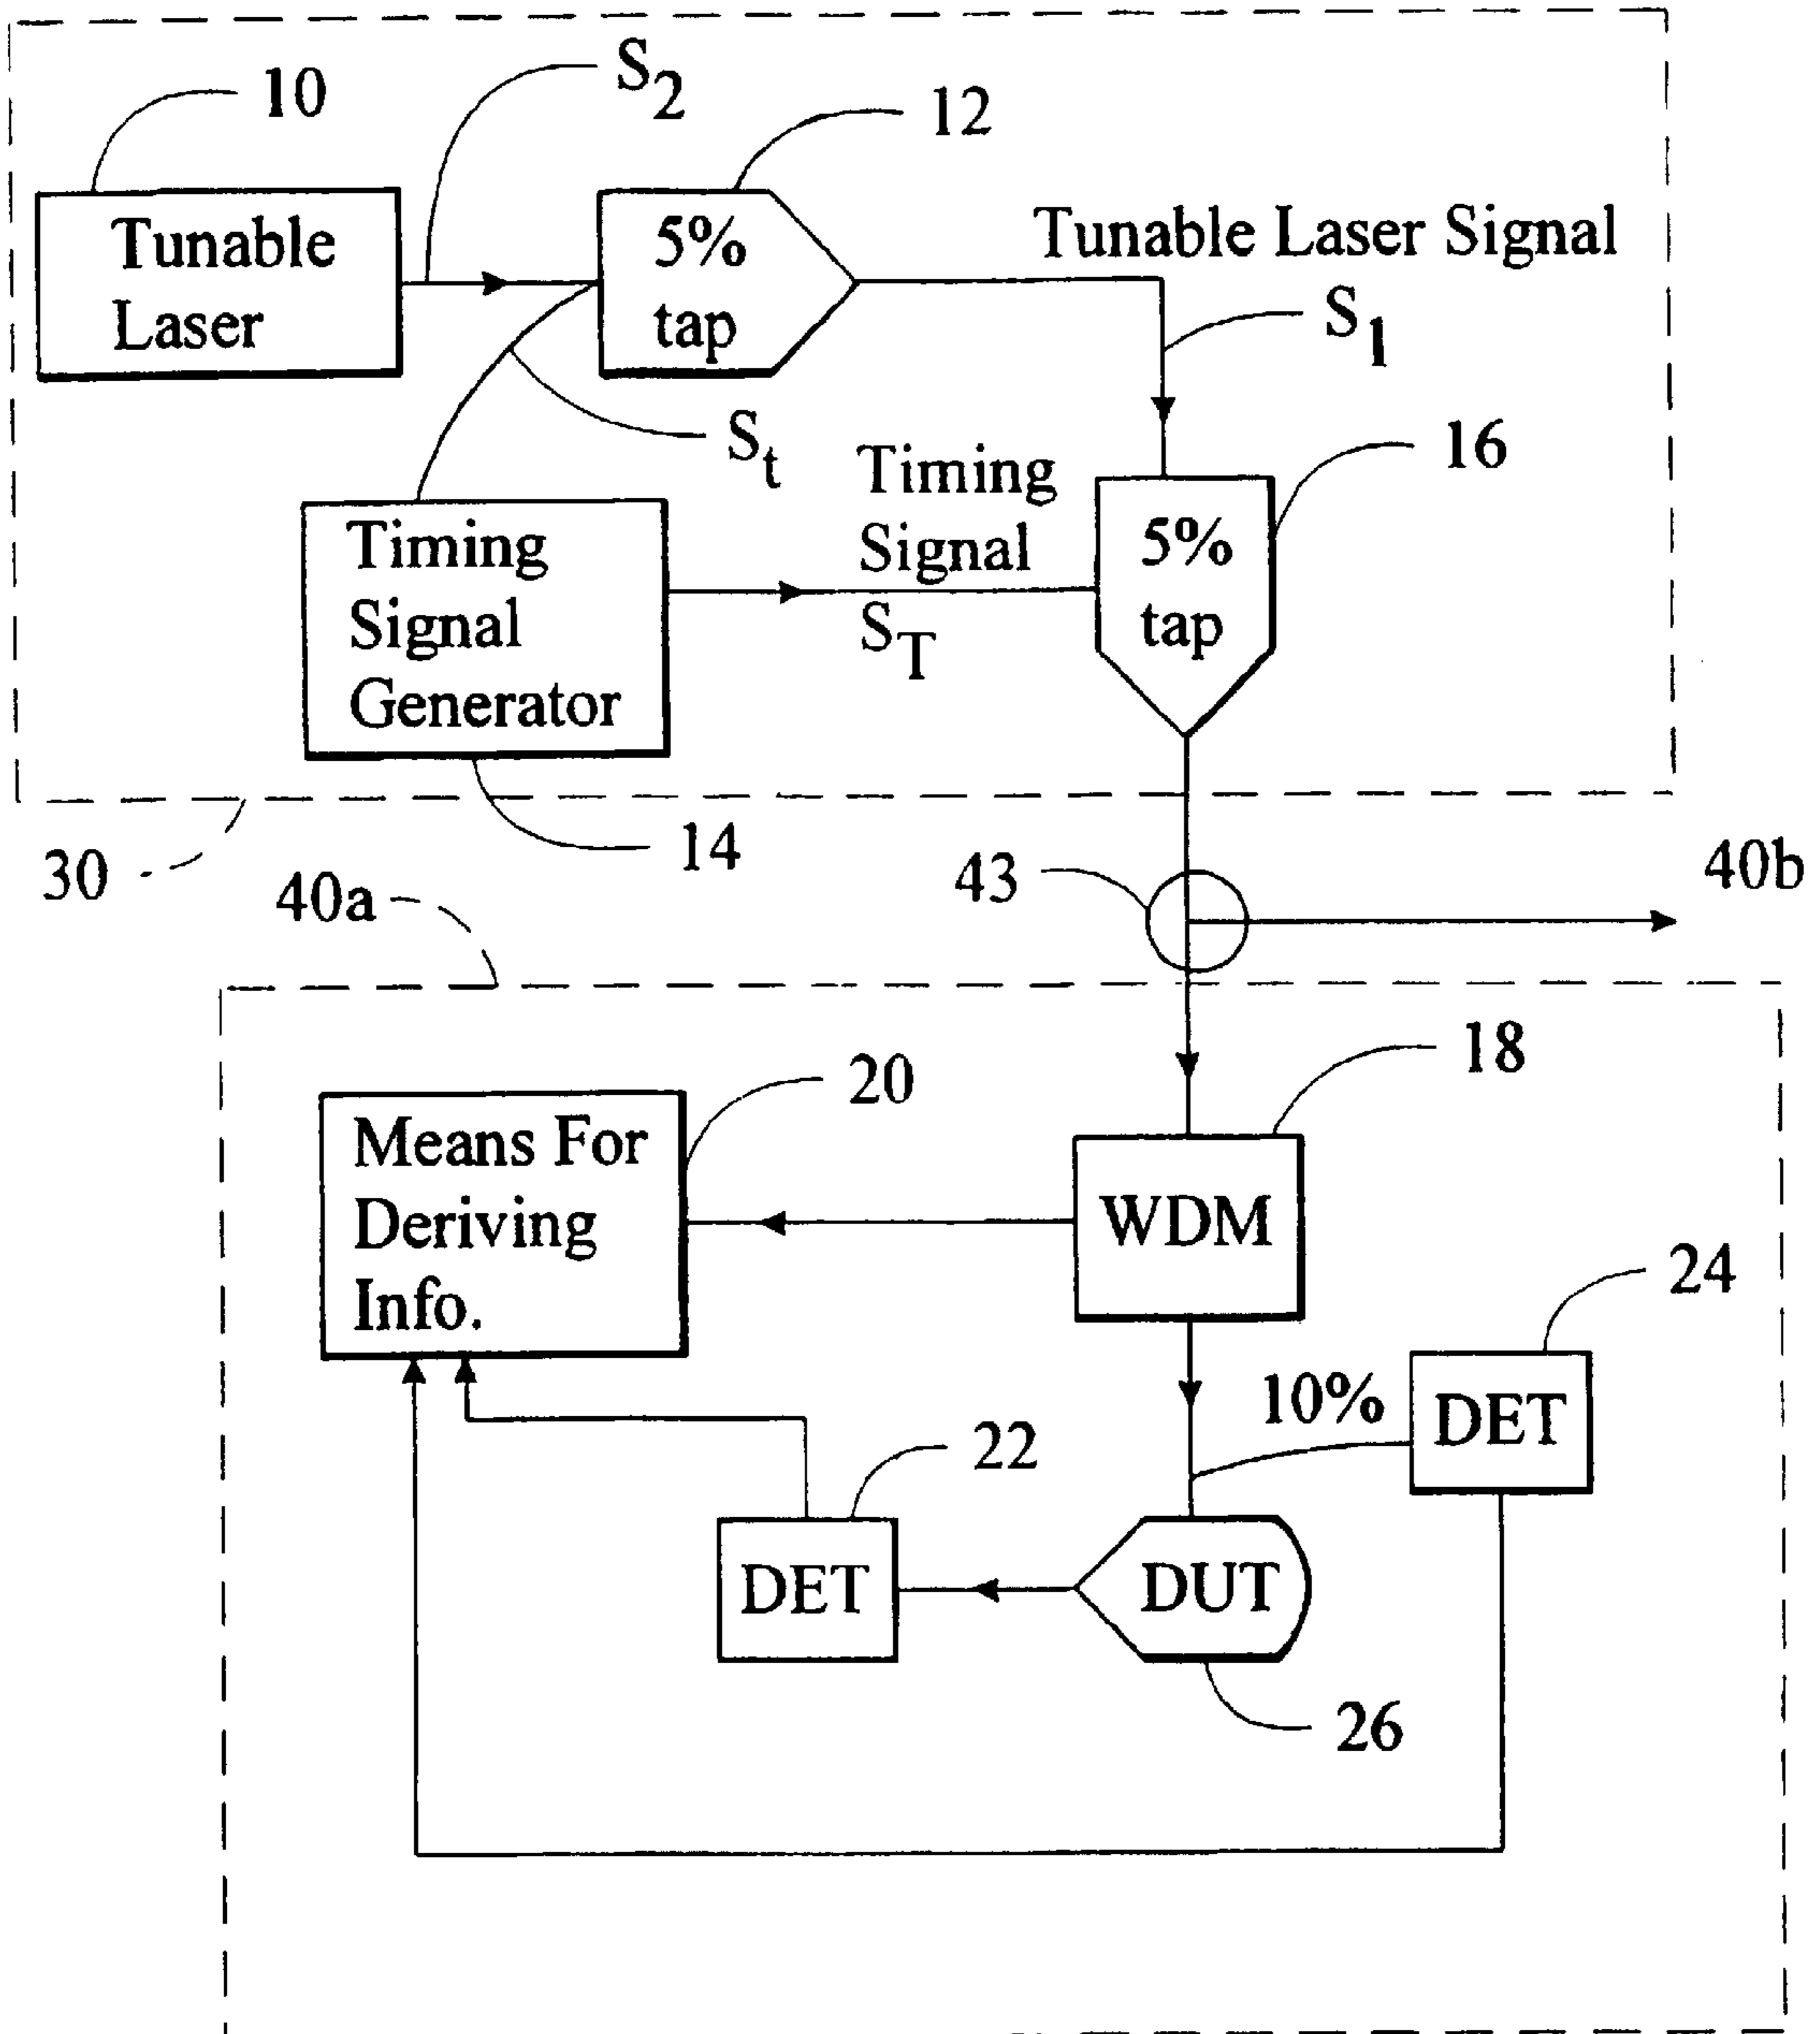 S2
10
12
Tunable
Laser
5%
tap
Tunable Laser Signal
S1
St
Timing
Signal
ST
16
5%
tap
Timing
Signal
Generator
14
30
40a
43
40b
18
20
Means For
Deriving
Info.
WDM
24
10%
DET
22
DET
DUT
26